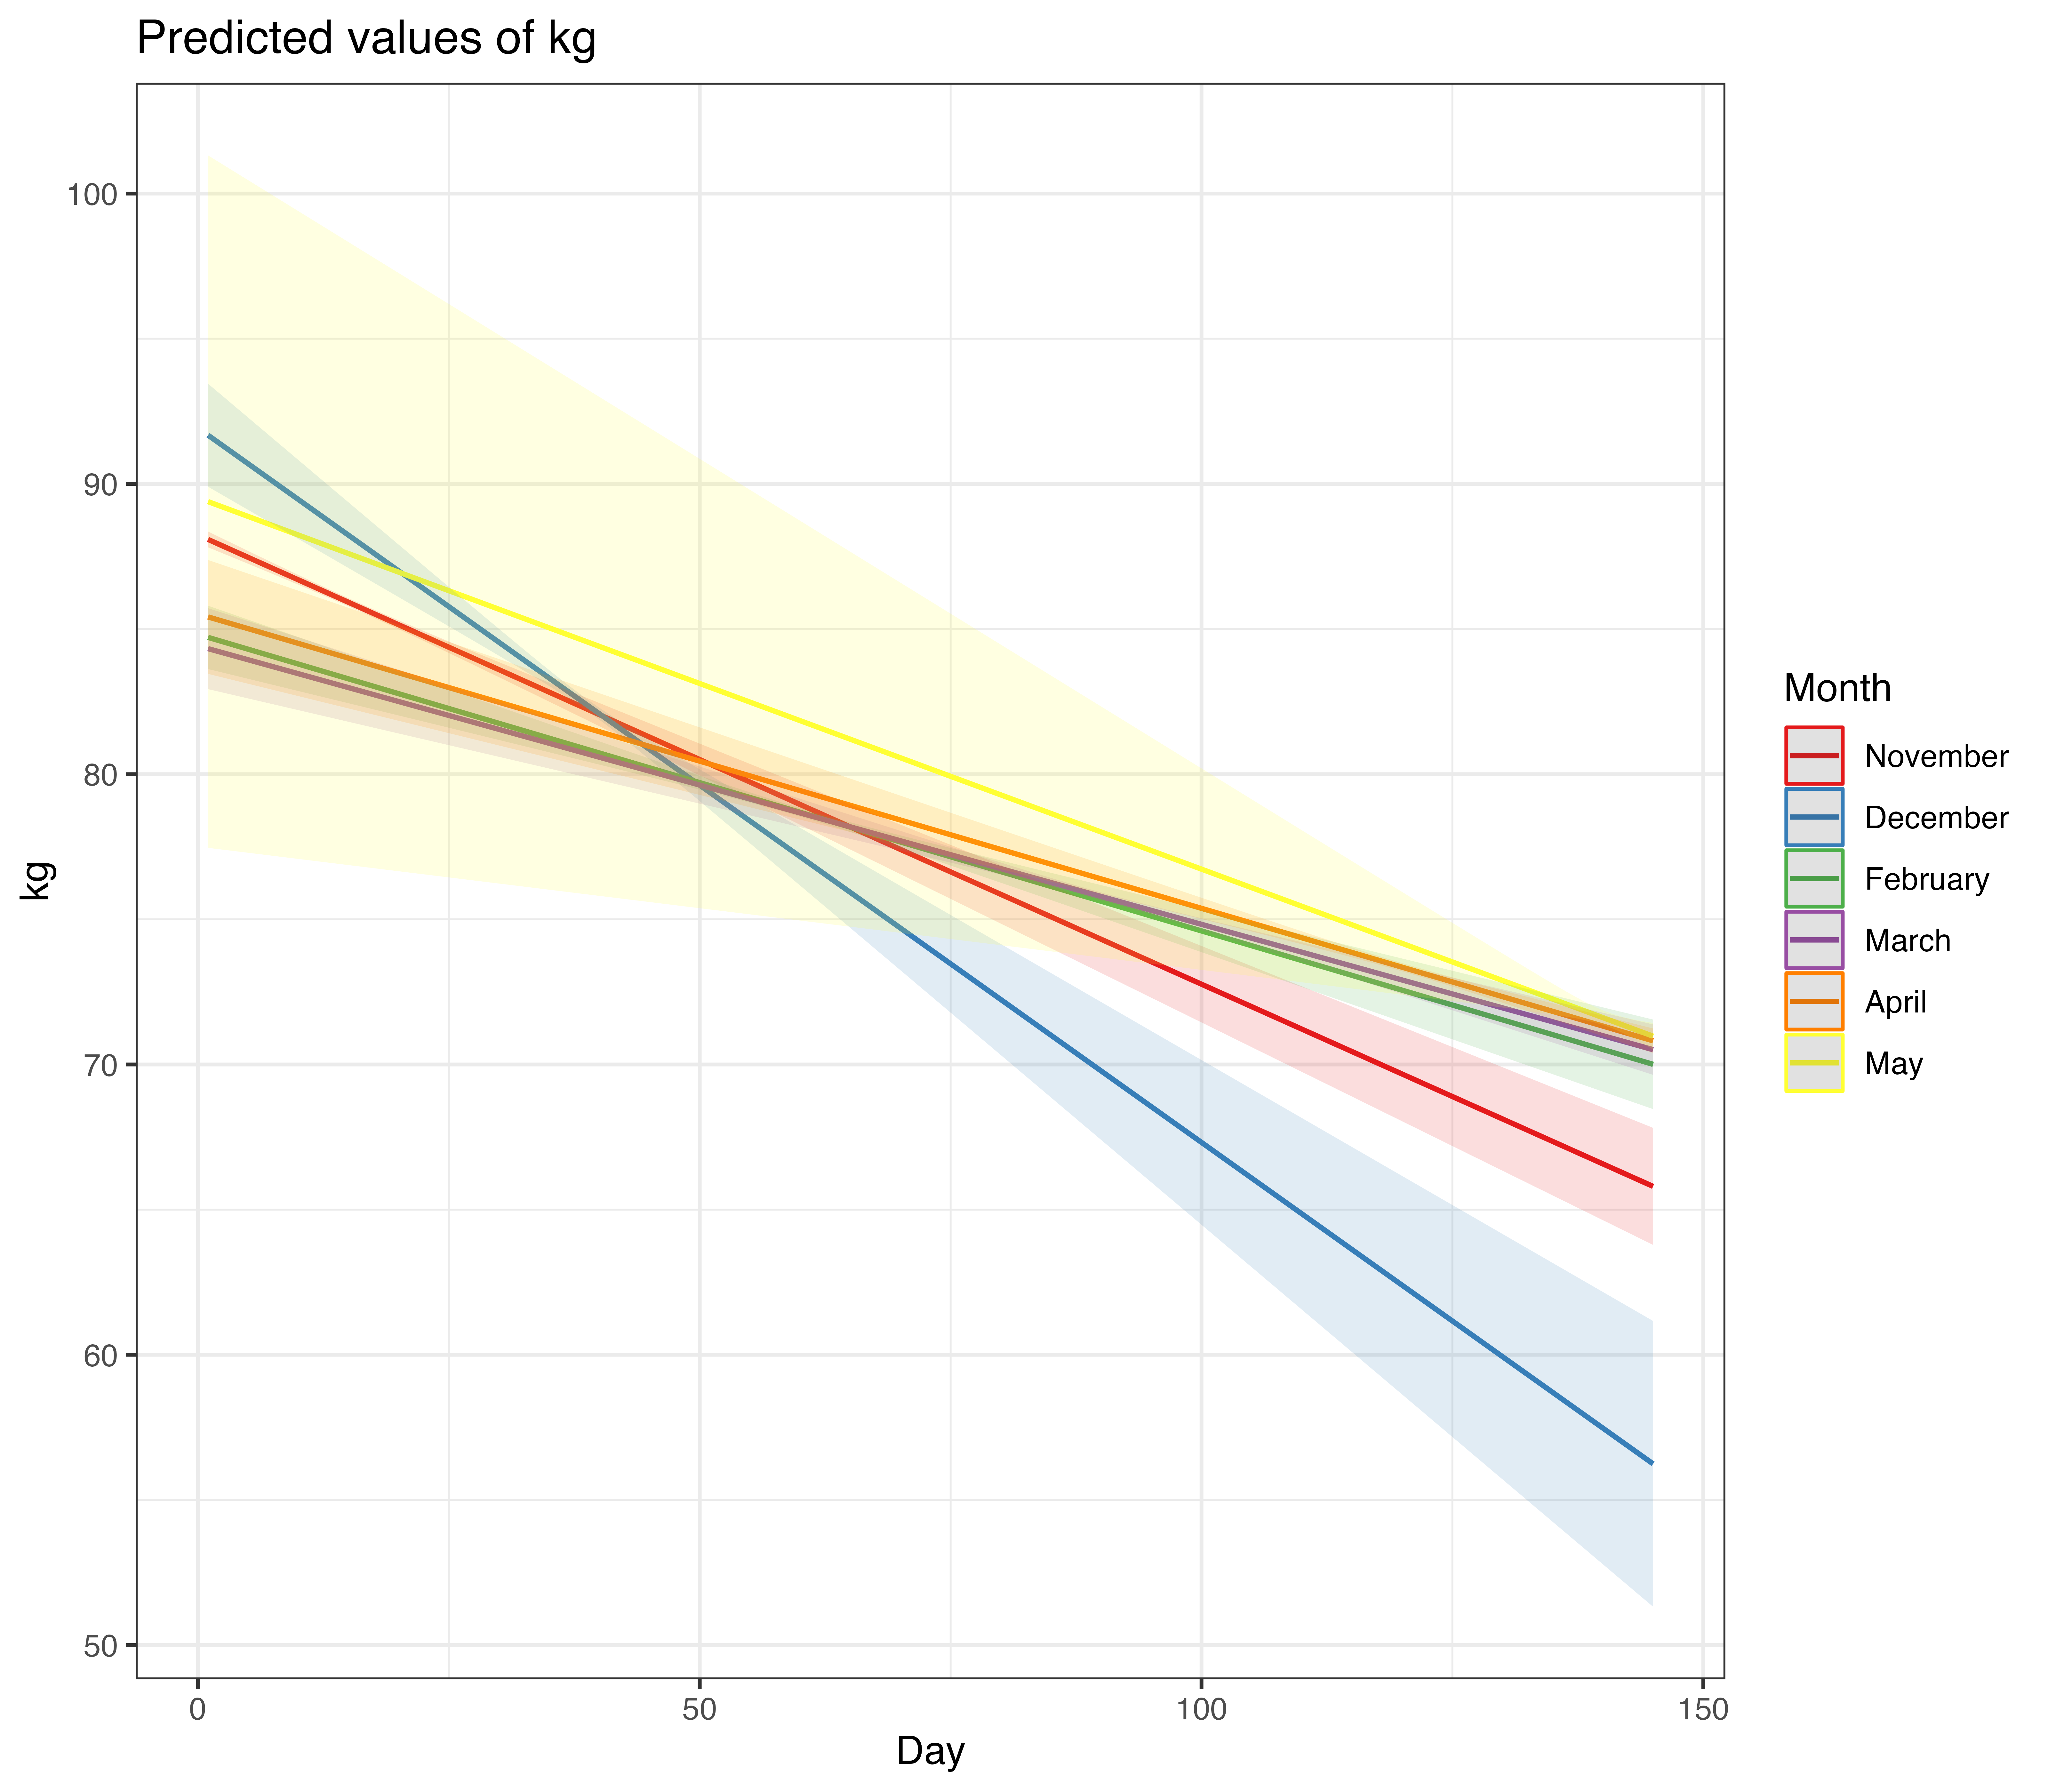 Predicted values of kg
100
90
80
70
60
50
kg
0 50 100 150
Day
Month
November
December
February
March
April
May